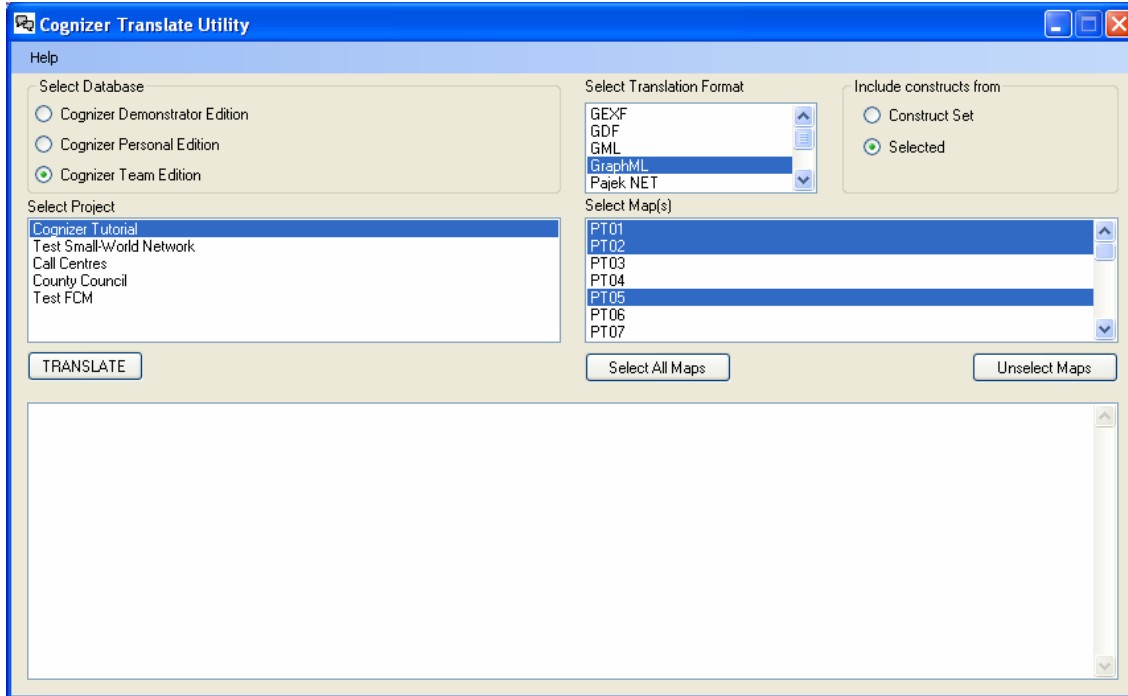 Cognizer Translate Utility
Help
Select Database
Cognizer Demonstrator Edition
Cognizer Personal Edition
Cognizer Team Edition
Select Translation Format
GEXF
GDF
GML
GraphML
Pajek NET
Include constructs from
Construct Set
Selected
Select Project
Cognizer Tutorial
Test Small-World Network
Call Centres
County Council
Test FCM
Select Map(s)
PT01
PT02
PT03
PT04
PT05
PT06
PT07
TRANSLATE
Select All Maps
Unselect Maps